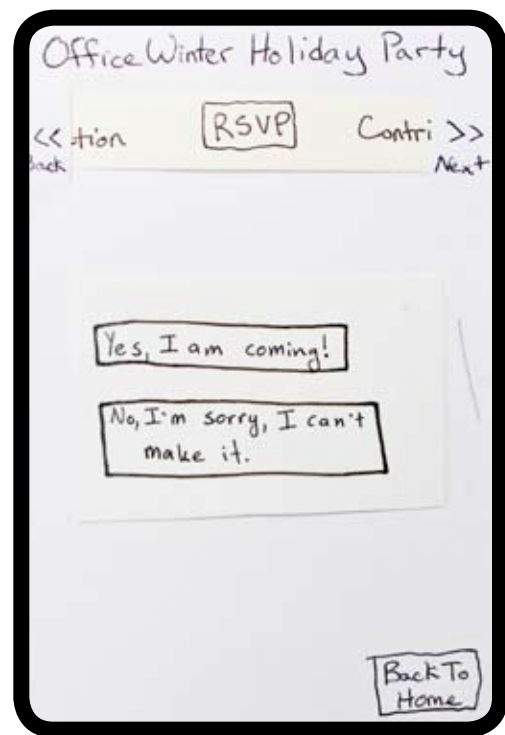 Office Winter Holiday Party
<< tion RSVP Contri >>
Back Next
Yes, I am coming!
No, I'm sorry, I can't
make it.
Back To
Home